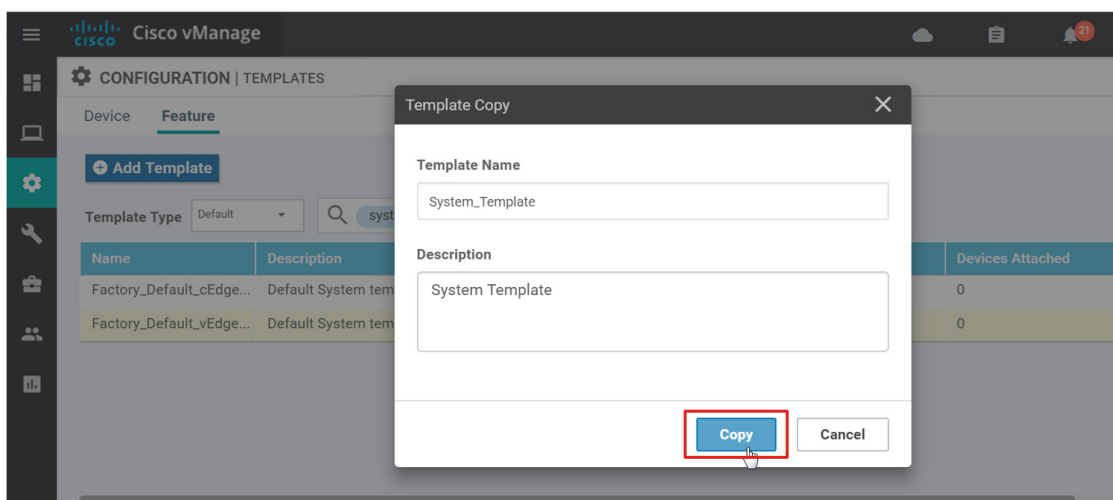 cisco Cisco vManage 21
CONFIGURATION | TEMPLATES
Device Feature
Add Template
Template Type Default syst
Name Description Devices Attached
Factory_Default_cEdge... Default System tem 0
Factory_Default_vEdge... Default System tem 0
Template Copy
Template Name
System_Template
Description
System Template
Copy Cancel